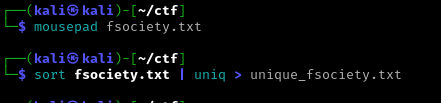 ┌──(kali㉿kali)-[~/ctf]
└─$ mousepad fsociety.txt
┌──(kali㉿kali)-[~/ctf]
└─$ sort fsociety.txt | uniq > unique_fsociety.txt